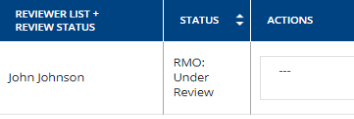 REVIEWER LIST +
REVIEW STATUS
STATUS
ACTIONS
John Johnson
RMO:
Under
Review
---